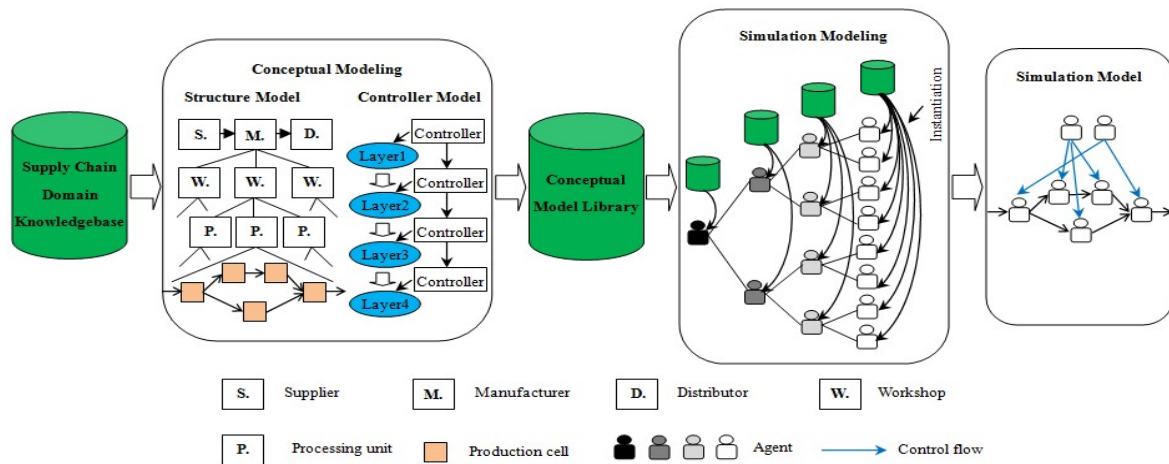 Supply Chain
Domain
Knowledgebase
Conceptual Modeling
Structure Model
Controller Model
S.
M.
D.
W.
W.
W.
P.
P.
P.
Controller
Layer1
Controller
Layer2
Controller
Layer3
Controller
Layer4
Conceptual
Model Library
Simulation Modeling
Instantiation
Simulation Model
S. Supplier
M. Manufacturer
D. Distributor
W. Workshop
P. Processing unit
Production cell
Agent
Control flow